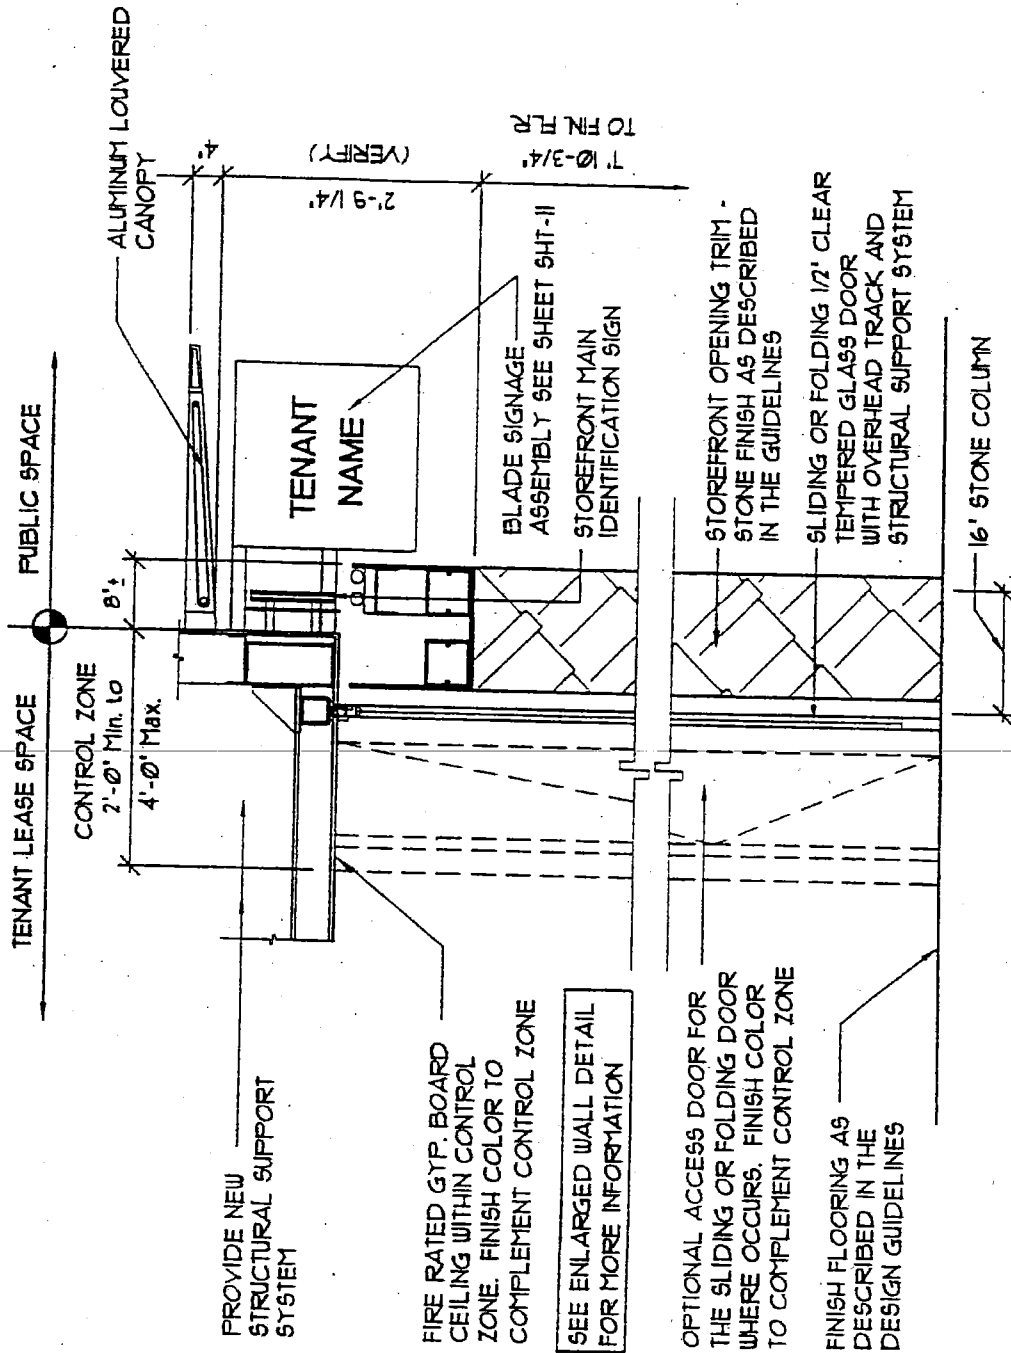 TENANT LEASE SPACE
PUBLIC SPACE
CONTROL ZONE
2'-0" Min. to
4'-0" Max.
8"±
ALUMINUM LOUVERED
CANOPY
4"
2'-9 1/4"
(VERIFY)
7' 10-3/4"
TO FIN. FLR
TENANT
NAME
BLADE SIGNAGE
ASSEMBLY SEE SHEET SHT-11
STOREFRONT MAIN
IDENTIFICATION SIGN
STOREFRONT OPENING TRIM -
STONE FINISH AS DESCRIBED
IN THE GUIDELINES
SLIDING OR FOLDING 1/2" CLEAR
TEMPERED GLASS DOOR
WITH OVERHEAD TRACK AND
STRUCTURAL SUPPORT SYSTEM
16" STONE COLUMN
PROVIDE NEW
STRUCTURAL SUPPORT
SYSTEM
FIRE RATED GYP. BOARD
CEILING WITHIN CONTROL
ZONE. FINISH COLOR TO
COMPLEMENT CONTROL ZONE
SEE ENLARGED WALL DETAIL
FOR MORE INFORMATION
OPTIONAL ACCESS DOOR FOR
THE SLIDING OR FOLDING DOOR
WHERE OCCURS. FINISH COLOR
TO COMPLEMENT CONTROL ZONE
FINISH FLOORING AS
DESCRIBED IN THE
DESIGN GUIDELINES